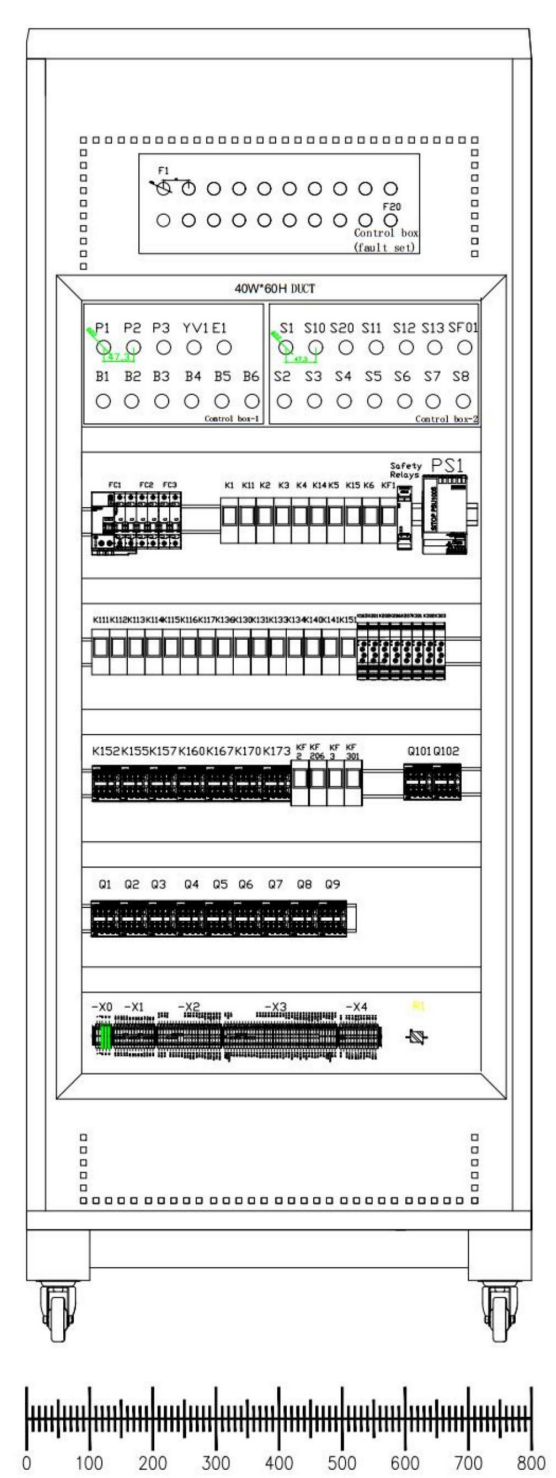 F1
F20
Control box
(fault set)
40W*60H DUCT
P1 P2 P3 YV1 E1
S1 S10 S20 S11 S12 S13 SF01
47.3
47.3
B1 B2 B3 B4 B5 B6
S2 S3 S4 S5 S6 S7 S8
Control box-1
Control box-2
Safety
Relays
PS1
FC1 FC2 FC3
K1 K11 K2 K3 K4 K14 K5 K15 K6 KF1
K111 K112 K113 K114 K115 K116 K117 K136 K130 K131 K133 K134 K140 K141 K151
K152 K155 K157 K160 K167 K170 K173
KF KF KF KF
2 206 3 301
Q101 Q102
Q1 Q2 Q3 Q4 Q5 Q6 Q7 Q8 Q9
-X0 -X1 -X2 -X3 -X4 R1
0 100 200 300 400 500 600 700 800